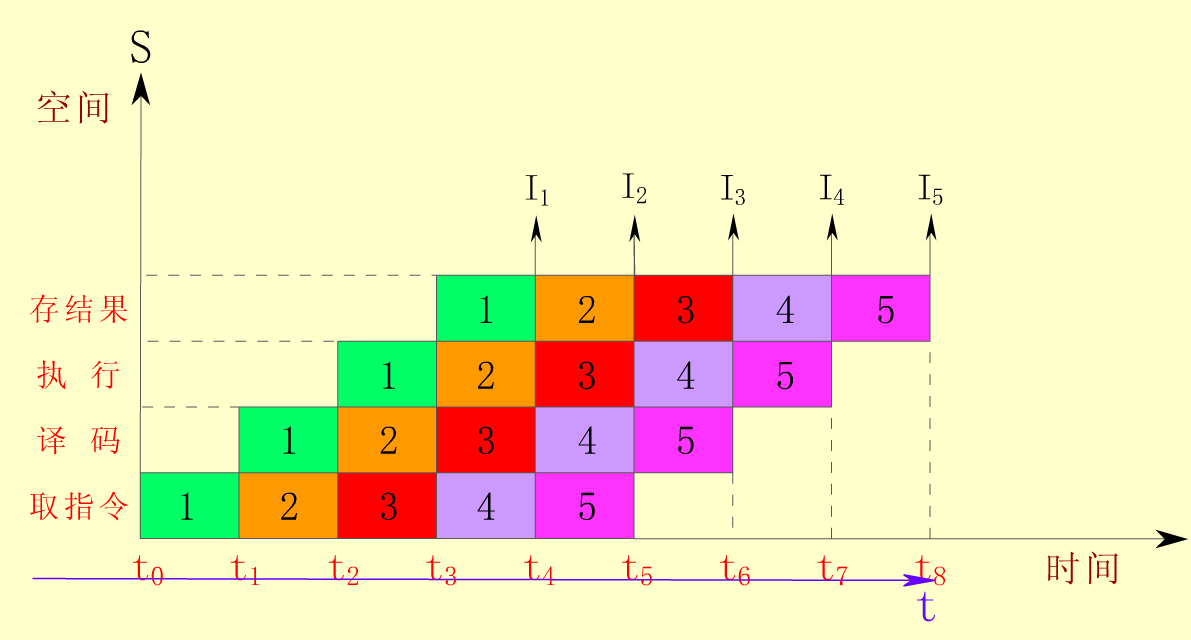 S
空间
I₁ I₂ I₃ I₄ I₅
存结果 1 2 3 4 5
执 行 1 2 3 4 5
译 码 1 2 3 4 5
取指令 1 2 3 4 5
t₀ t₁ t₂ t₃ t₄ t₅ t₆ t₇ t₈ 时间
t